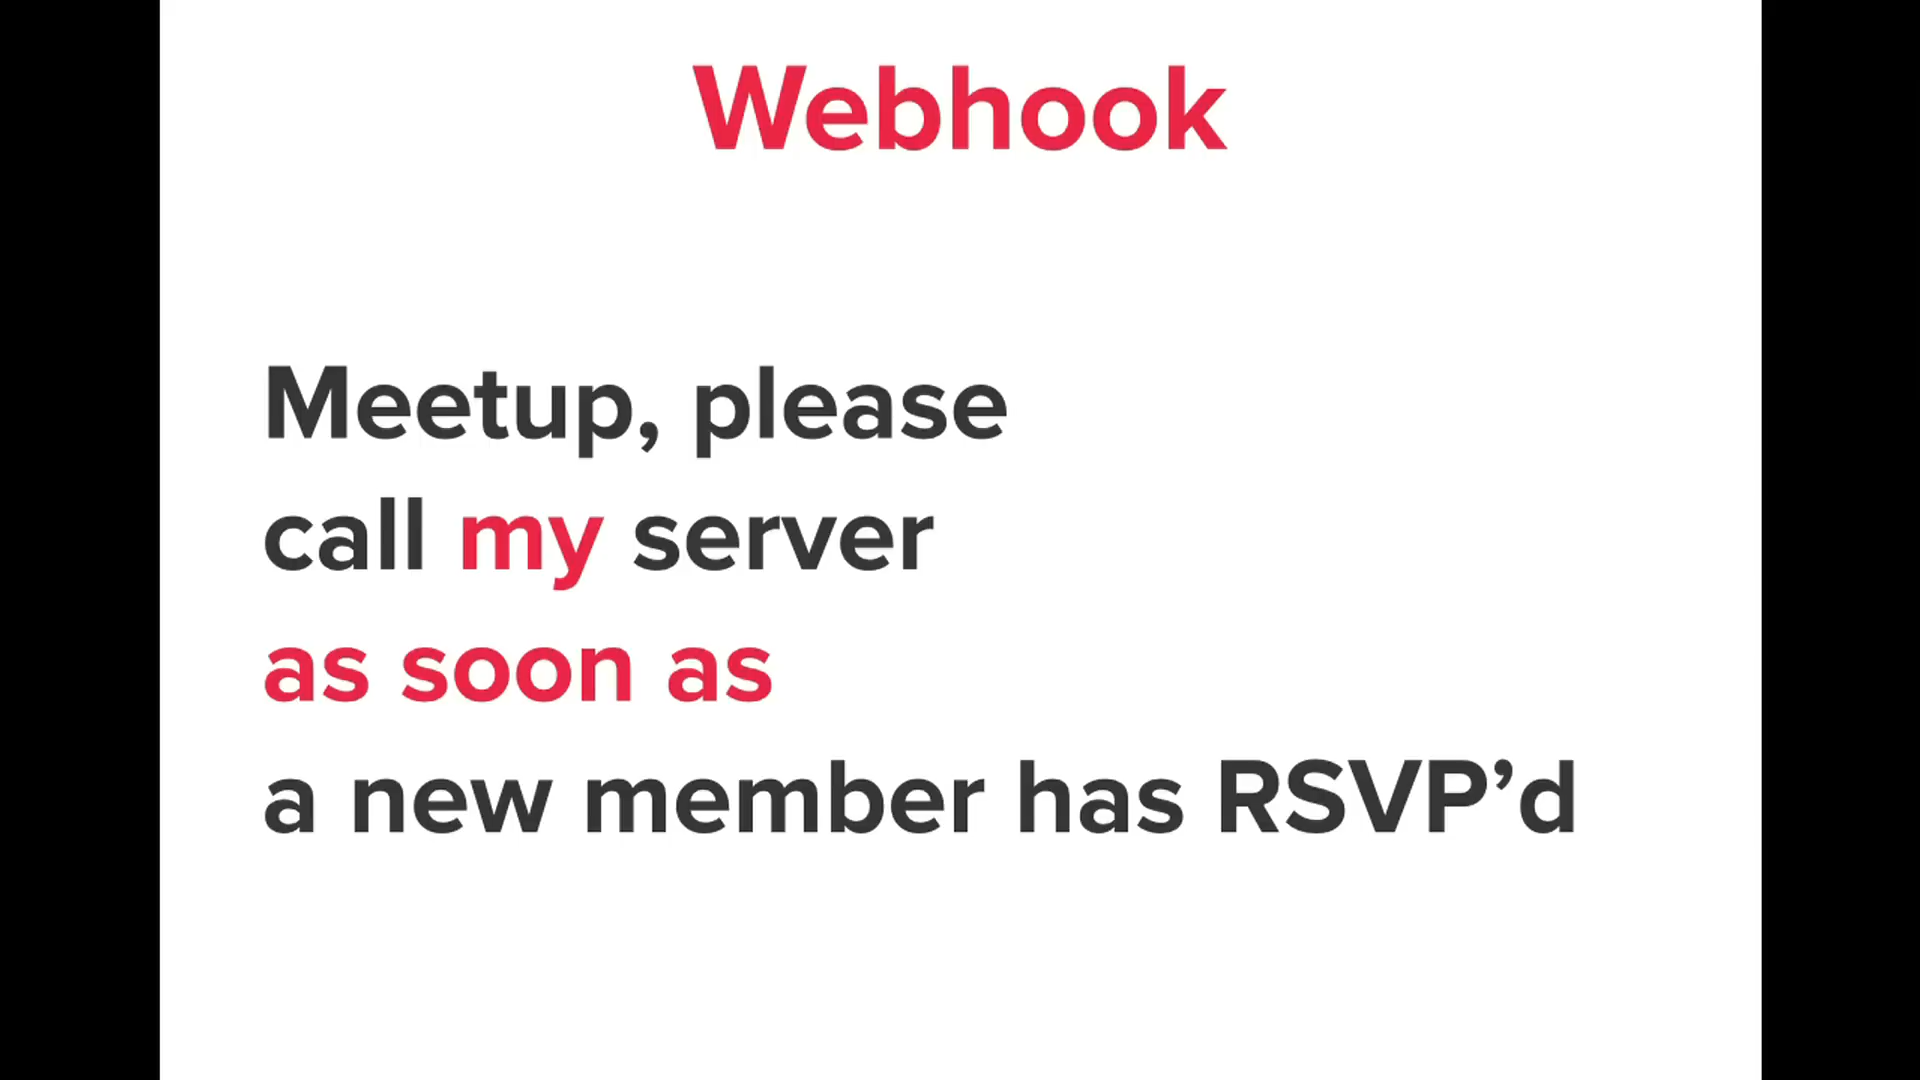 Webhook
Meetup, please
call my server
as soon as
a new member has RSVP’d